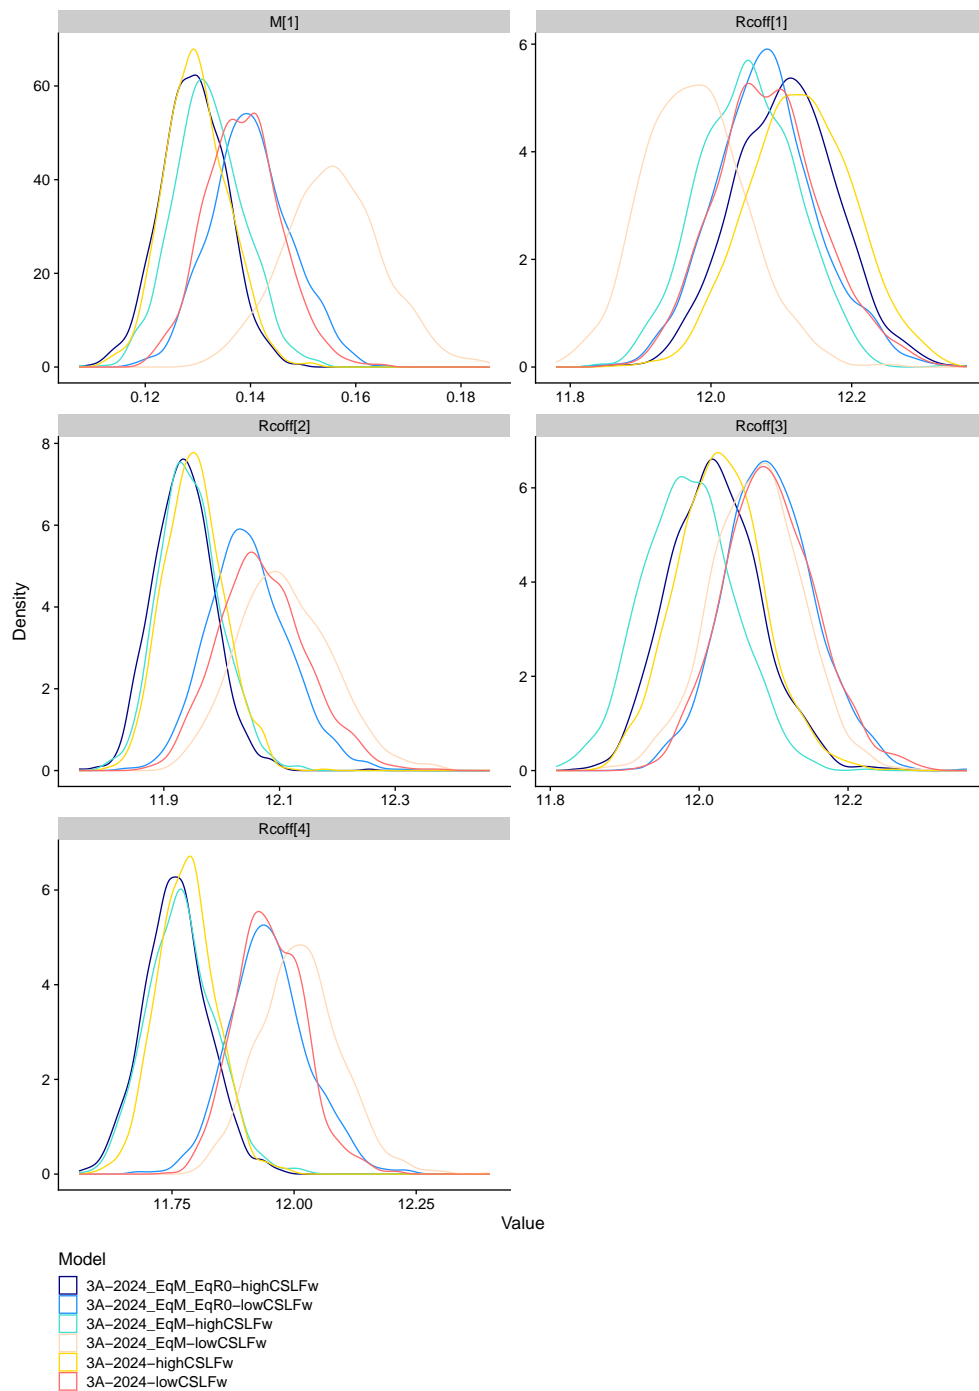 M[1]
Rcoff[1]
60
40
20
0
0.12 0.14 0.16 0.18
6
4
2
0
11.8 12.0 12.2
Rcoff[2]
Rcoff[3]
8
6
4
2
0
11.9 12.1 12.3
6
4
2
0
11.8 12.0 12.2
Density
Rcoff[4]
6
4
2
0
11.75 12.00 12.25
Value
Model
3A−2024_EqM_EqR0−highCSLFw
3A−2024_EqM_EqR0−lowCSLFw
3A−2024_EqM−highCSLFw
3A−2024_EqM−lowCSLFw
3A−2024−highCSLFw
3A−2024−lowCSLFw